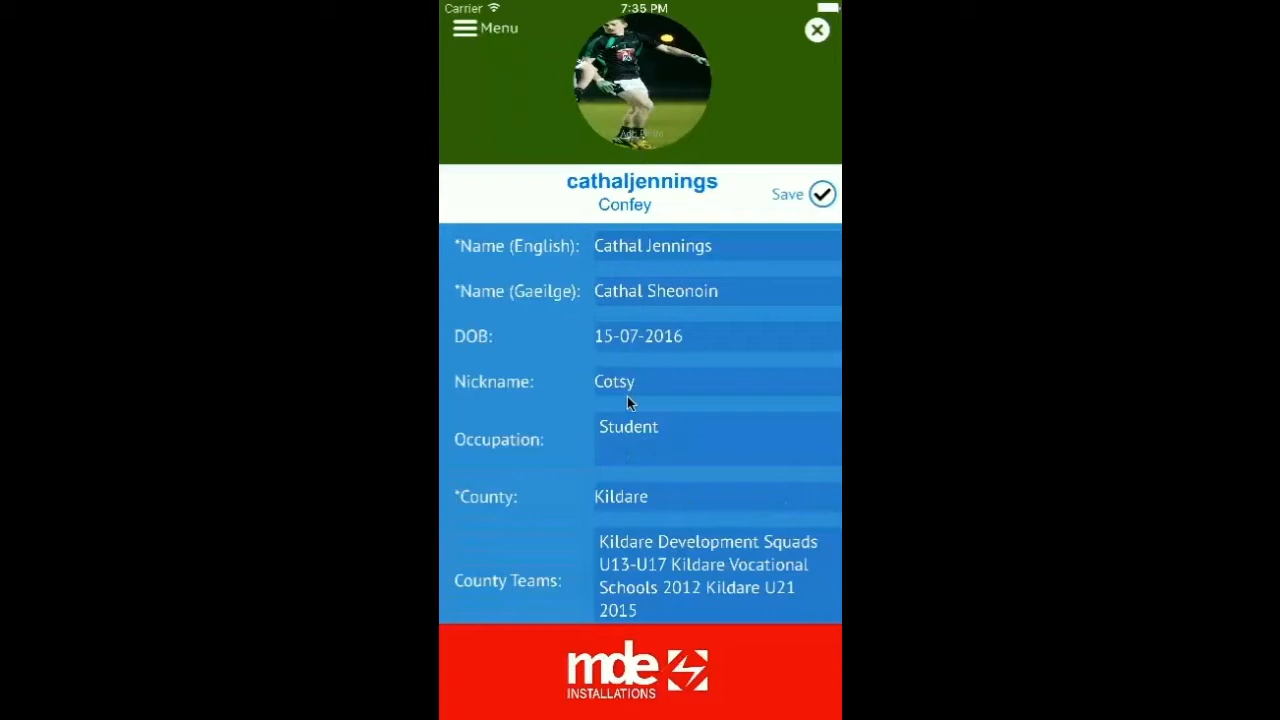 Carrier 7:35 PM
Menu
Add Photo
cathaljennings
Confey
Save
*Name (English): Cathal Jennings
*Name (Gaeilge): Cathal Sheonoin
DOB: 15-07-2016
Nickname: Cotsy
Occupation: Student
*County: Kildare
County Teams: Kildare Development Squads
U13-U17 Kildare Vocational
Schools 2012 Kildare U21
2015
mde
INSTALLATIONS